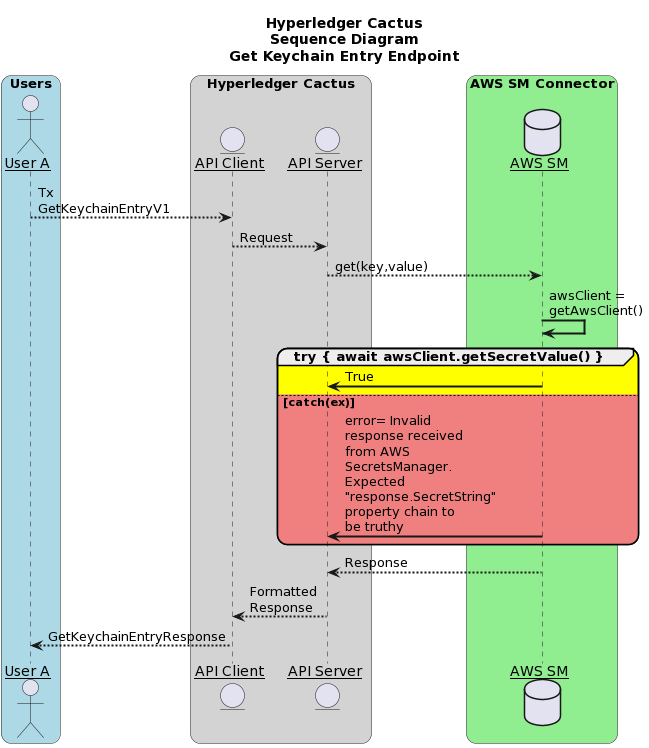 Hyperledger Cactus
Sequence Diagram
Get Keychain Entry Endpoint
Users
Hyperledger Cactus
AWS SM Connector
User A
API Client
API Server
AWS SM
Tx
GetKeychainEntryV1
Request
get(key,value)
awsClient =
getAwsClient()
try { await awsClient.getSecretValue() }
True
[catch(ex)]
error= Invalid
response received
from AWS
SecretsManager.
Expected
"response.SecretString"
property chain to
be truthy
Response
Formatted
Response
GetKeychainEntryResponse
User A
API Client
API Server
AWS SM